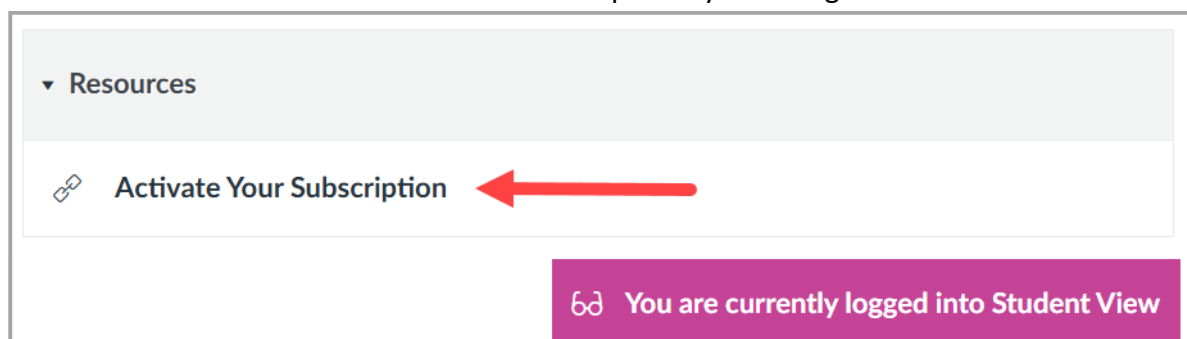 Resources
Activate Your Subscription
You are currently logged into Student View